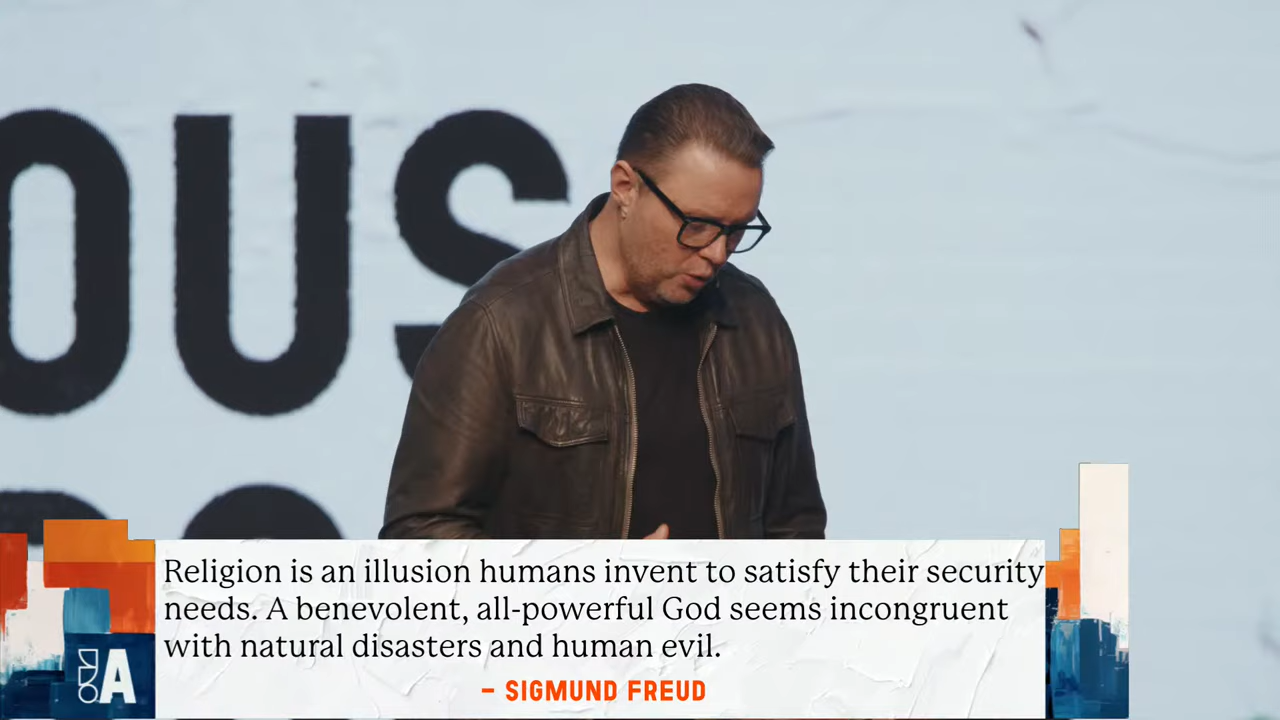 OUS
Religion is an illusion humans invent to satisfy their security
needs. A benevolent, all-powerful God seems incongruent
with natural disasters and human evil.
– SIGMUND FREUD
A